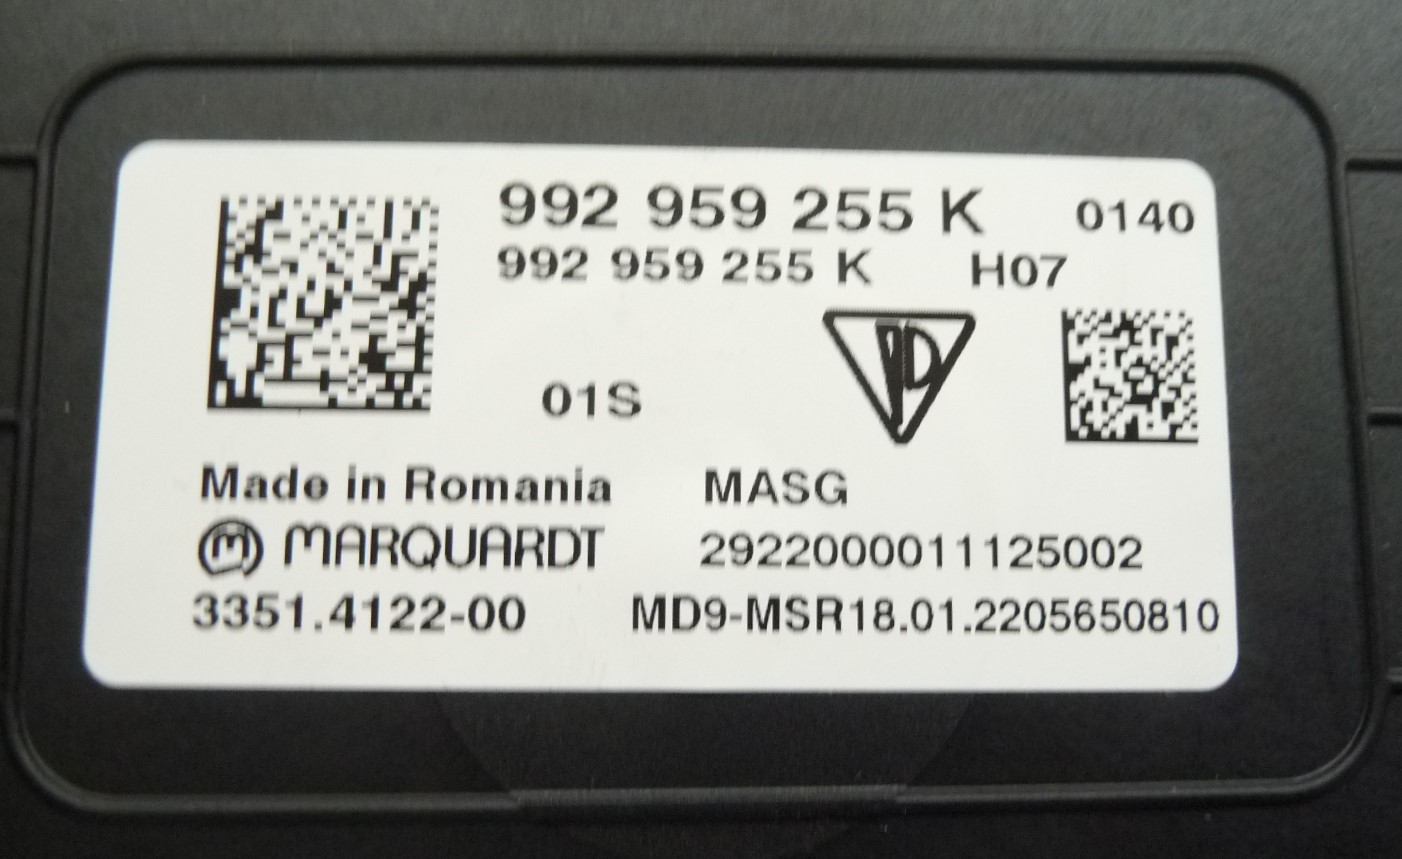 992 959 255 K 0140
992 959 255 K H07
PD
01S
Made in Romania MASG
M MARQUARDT 2922000011125002
3351.4122-00 MD9-MSR18.01.2205650810